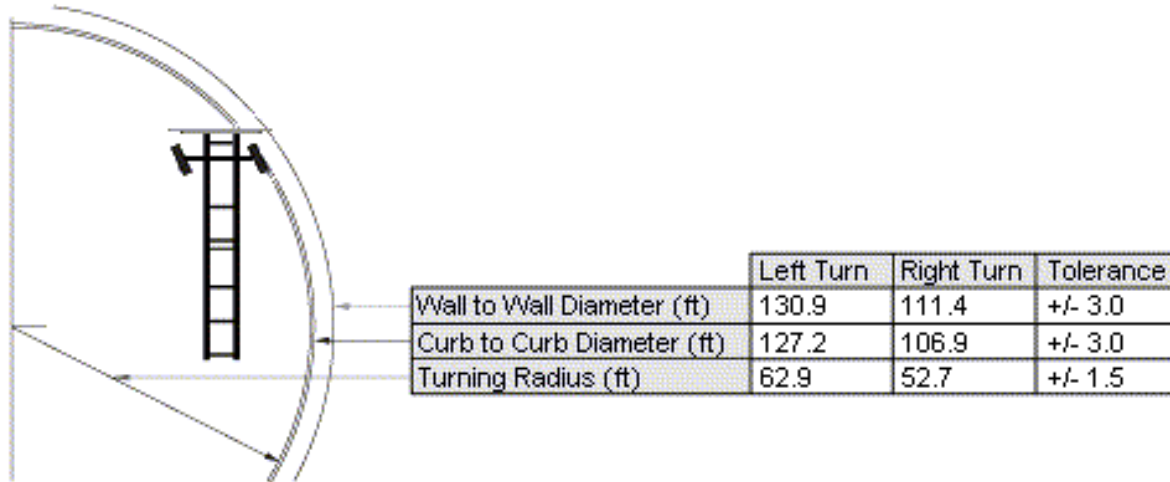 Left Turn Right Turn Tolerance
Wall to Wall Diameter (ft) 130.9 111.4 +/- 3.0
Curb to Curb Diameter (ft) 127.2 106.9 +/- 3.0
Turning Radius (ft) 62.9 52.7 +/- 1.5